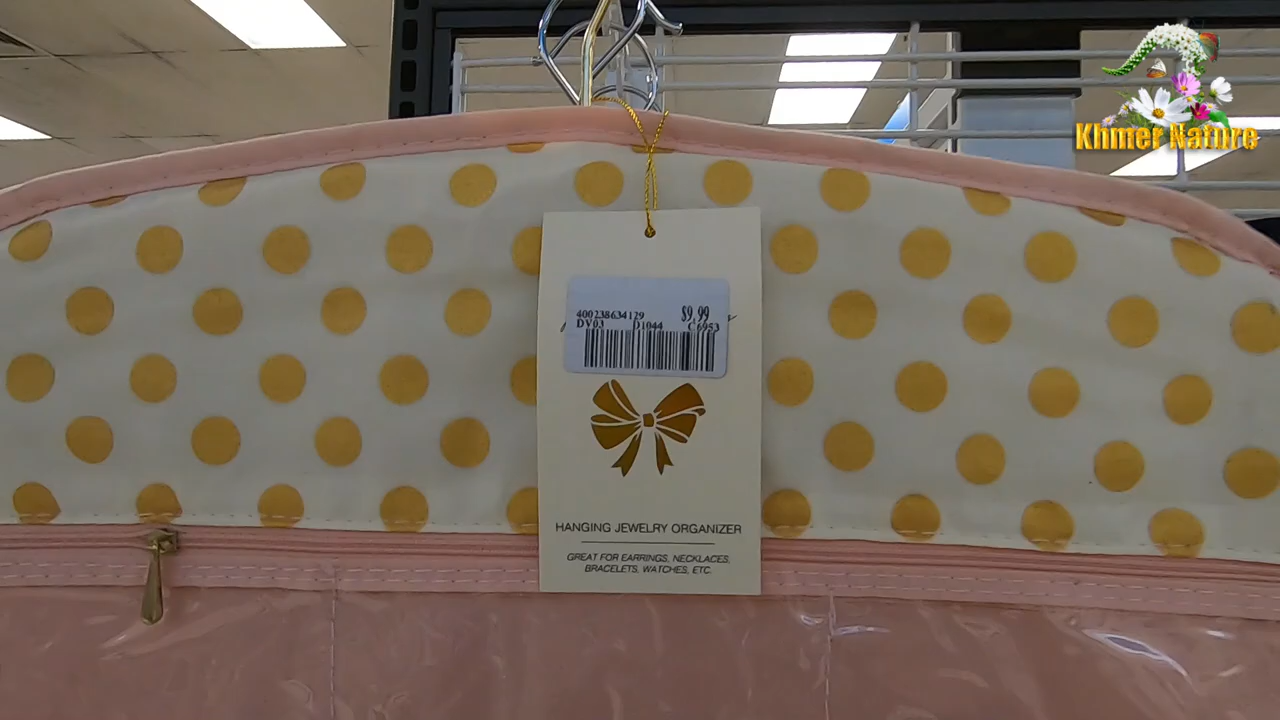 Khmer Nature
400238634129 $9.99
DV03 D1044 C6953
HANGING JEWELRY ORGANIZER
GREAT FOR EARRINGS, NECKLACES,
BRACELETS, WATCHES, ETC.